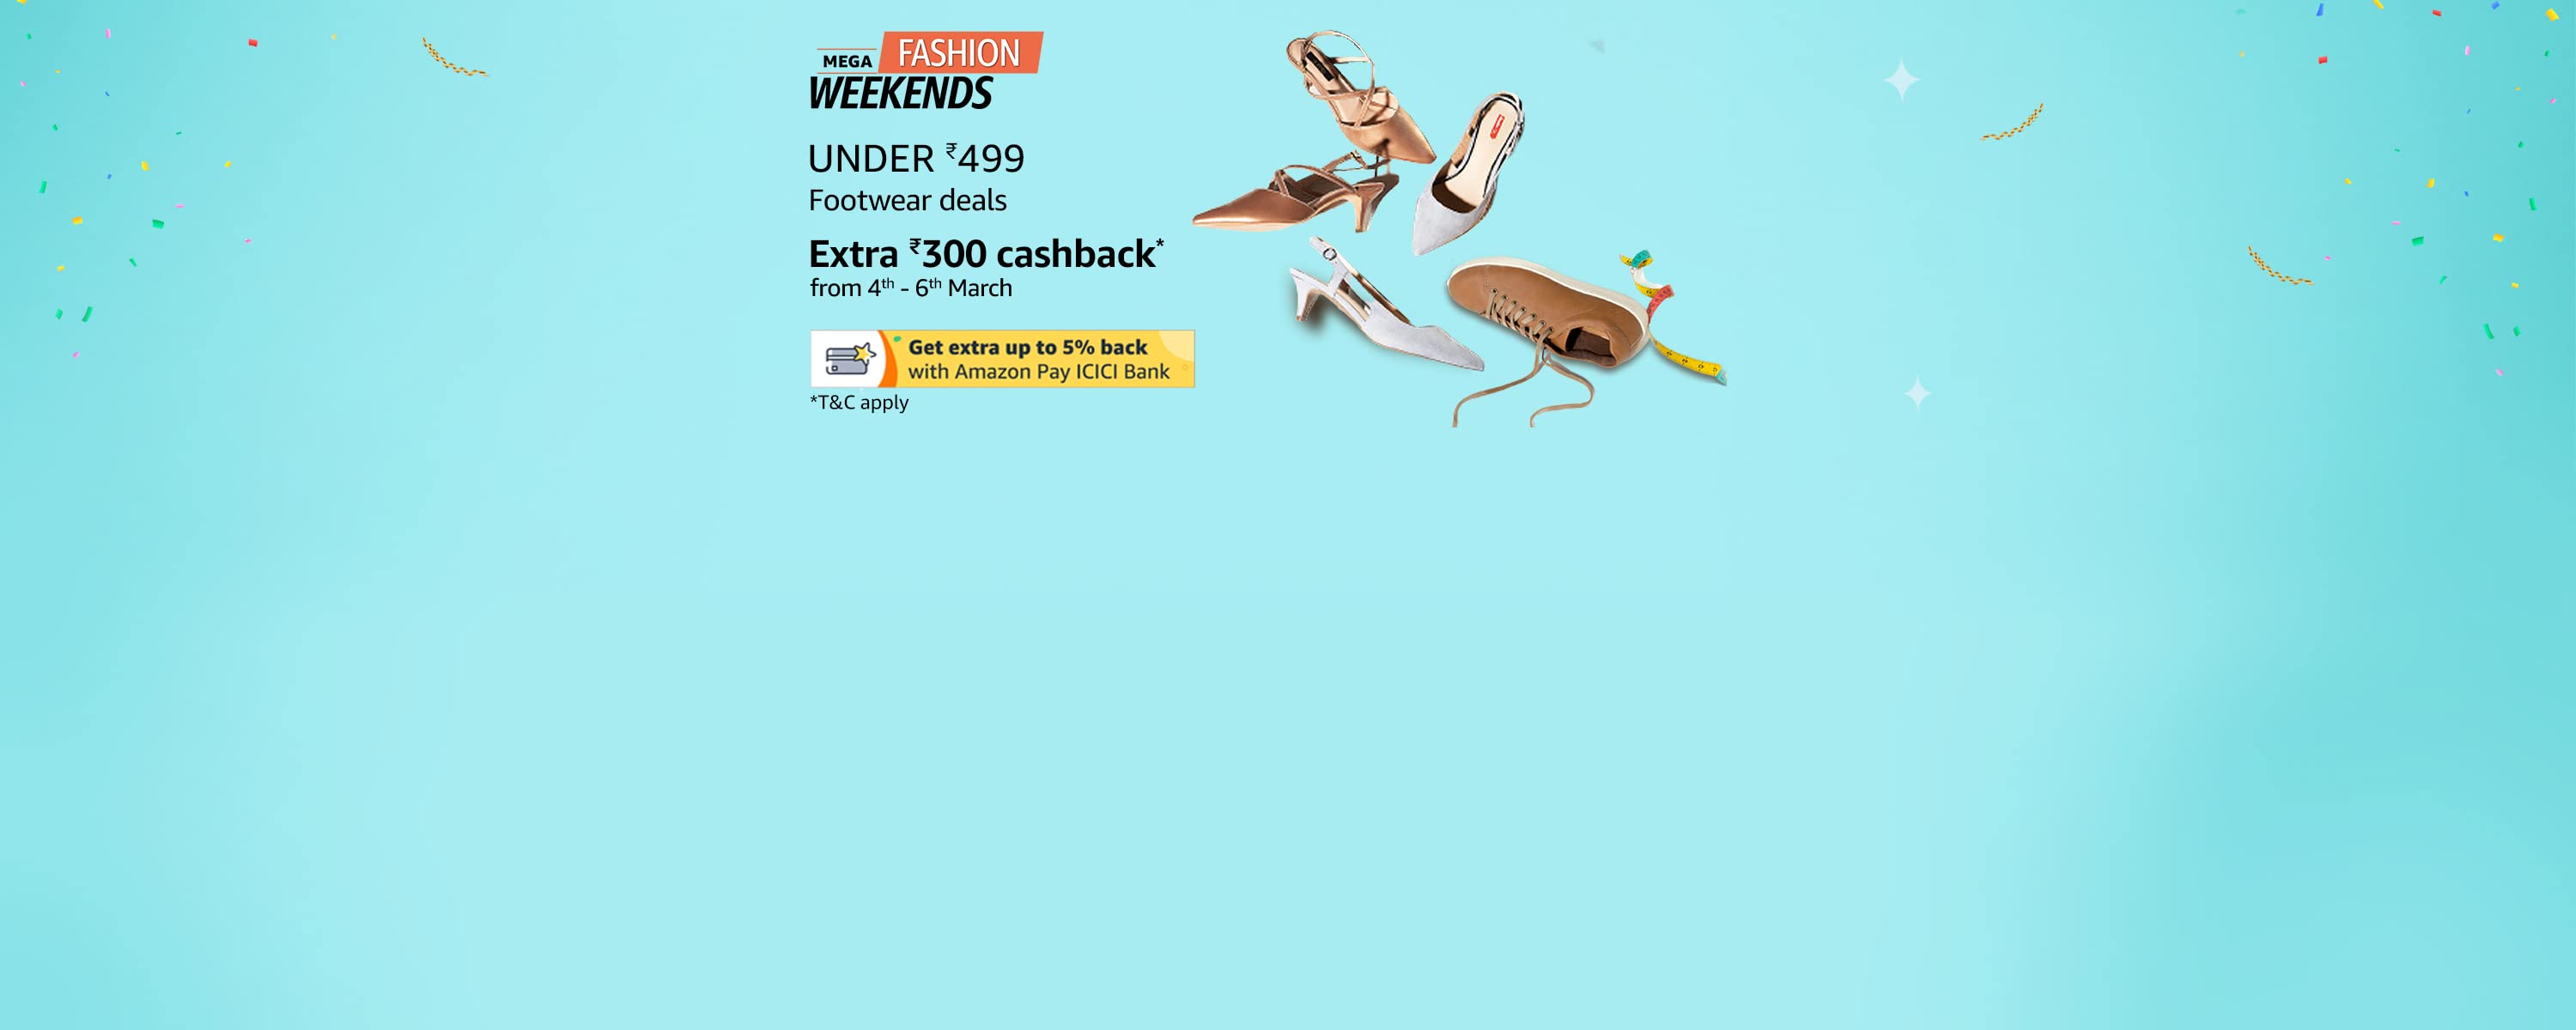 MEGA FASHION
WEEKENDS
UNDER ₹499
Footwear deals
Extra ₹300 cashback*
from 4th - 6th March
Get extra up to 5% back
with Amazon Pay ICICI Bank
*T&C apply